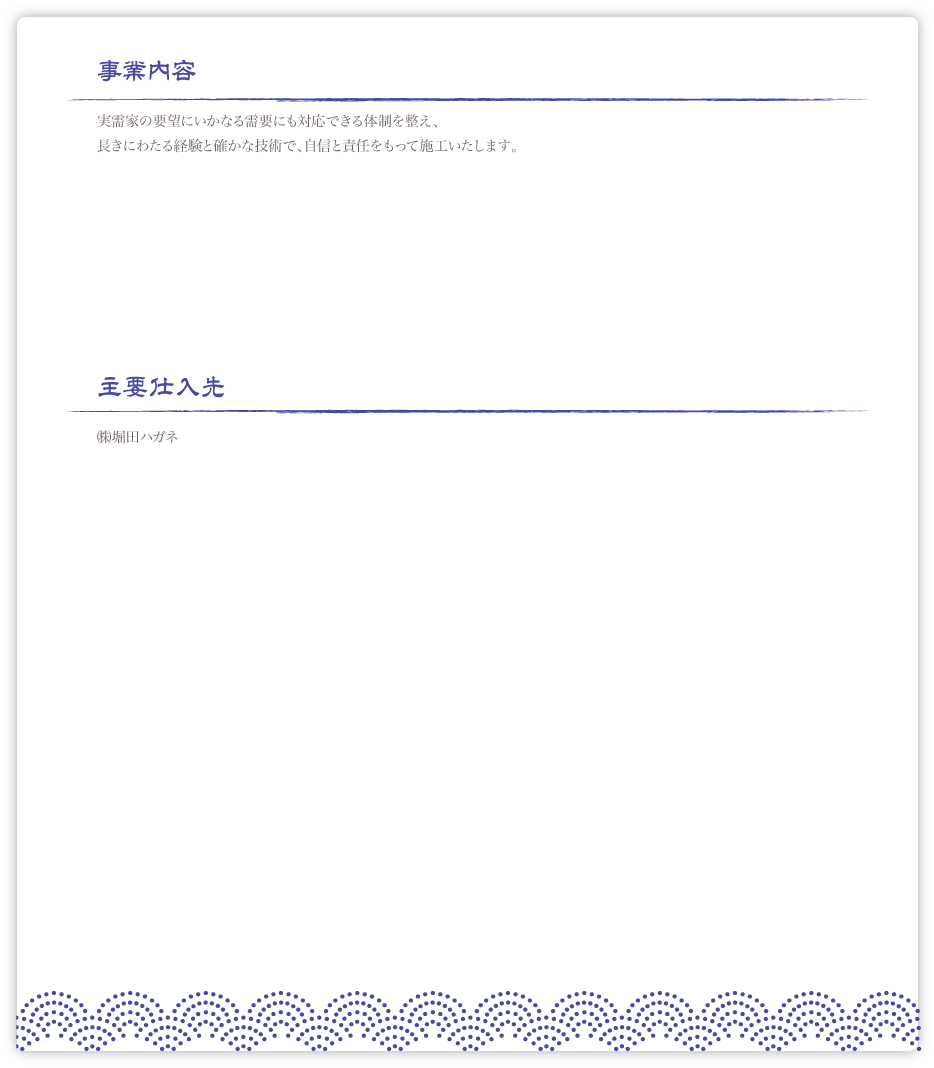 事業内容
実需家の要望にいかなる需要にも対応できる体制を整え、
長きにわたる経験と確かな技術で、自信と責任をもって施工いたします。
主要仕入先
㈱堀田ハガネ